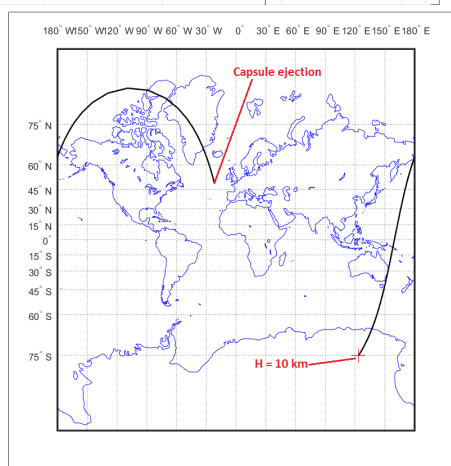 180° W150° W120° W 90° W 60° W 30° W 0° 30° E 60° E 90° E 120° E 150° E 180° E
Capsule ejection
75° N
60° N
45° N
30° N
15° N
0°
15° S
30° S
45° S
60° S
75° S
H = 10 km